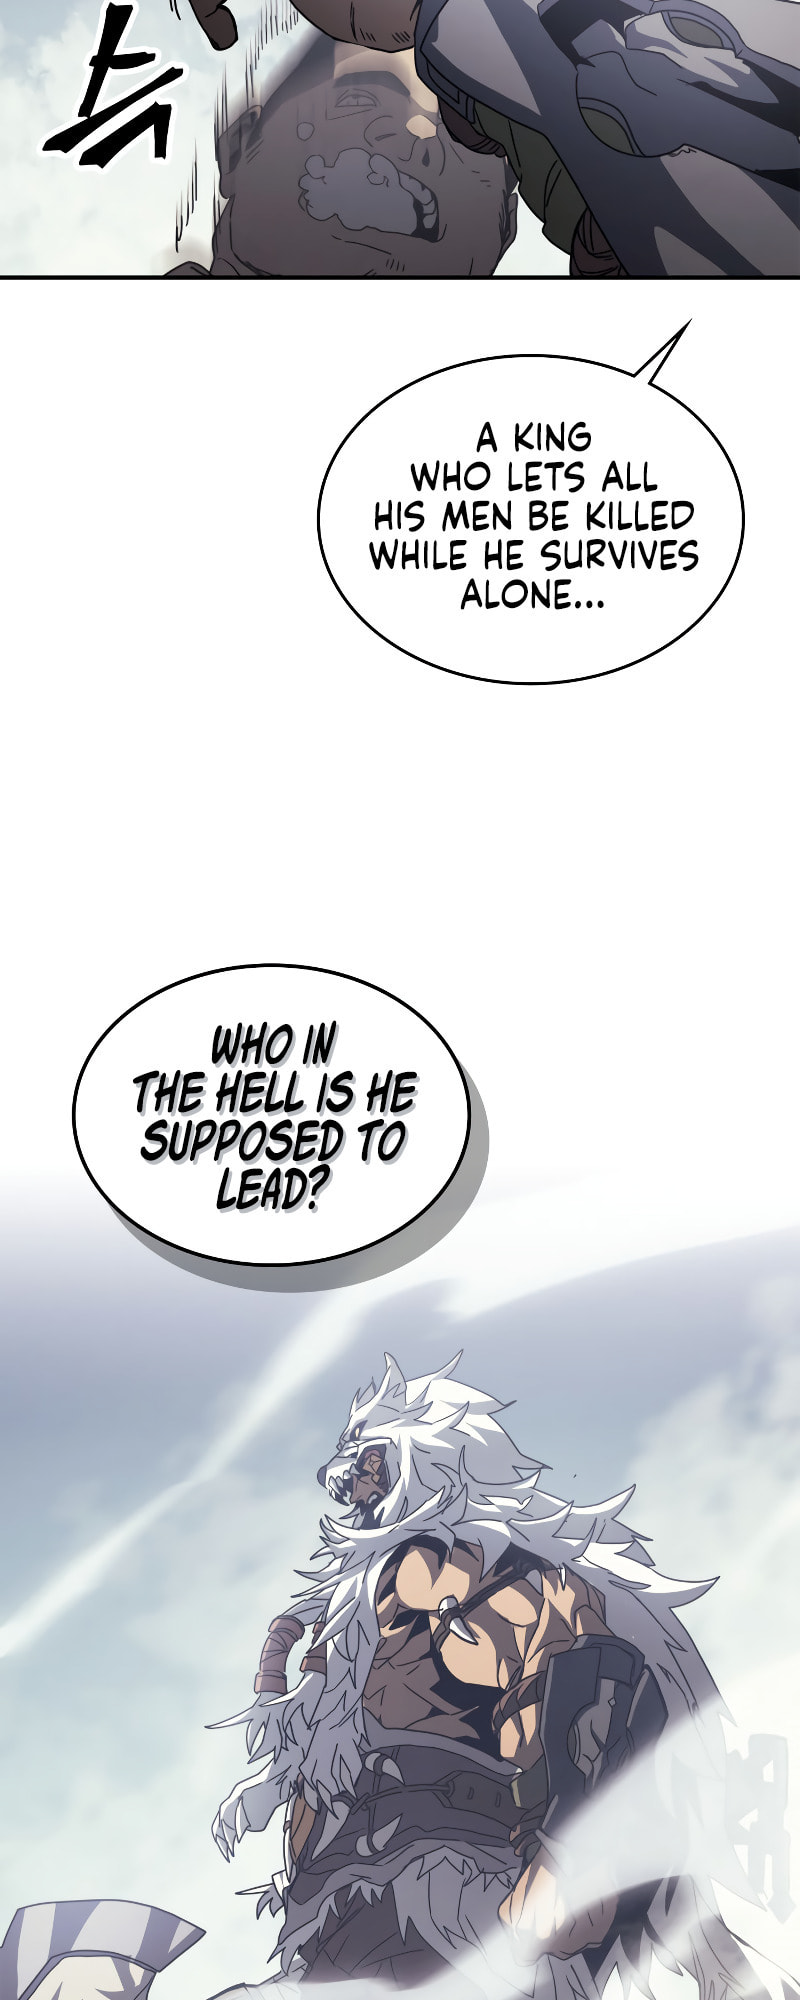 A KING
WHO LETS ALL
HIS MEN BE KILLED
WHILE HE SURVIVES
ALONE...
WHO IN
THE HELL IS HE
SUPPOSED TO
LEAD?